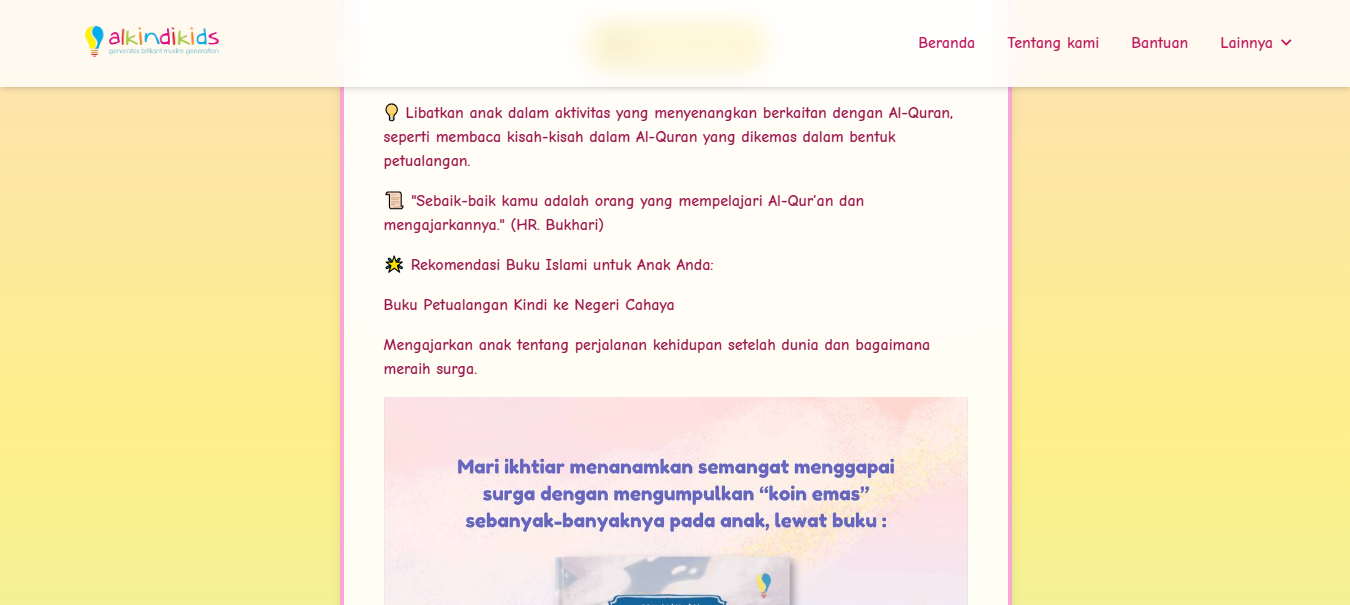 alkindikids
generasi brilliant muslim generation
Beranda
Tentang kami
Bantuan
Lainnya
Libatkan anak dalam aktivitas yang menyenangkan berkaitan dengan Al-Quran,
seperti membaca kisah-kisah dalam Al-Quran yang dikemas dalam bentuk
petualangan.
"Sebaik-baik kamu adalah orang yang mempelajari Al-Qur’an dan
mengajarkannya." (HR. Bukhari)
Rekomendasi Buku Islami untuk Anak Anda:
Buku Petualangan Kindi ke Negeri Cahaya
Mengajarkan anak tentang perjalanan kehidupan setelah dunia dan bagaimana
meraih surga.
Mari ikhtiar menanamkan semangat menggapai
surga dengan mengumpulkan “koin emas”
sebanyak-banyaknya pada anak, lewat buku :